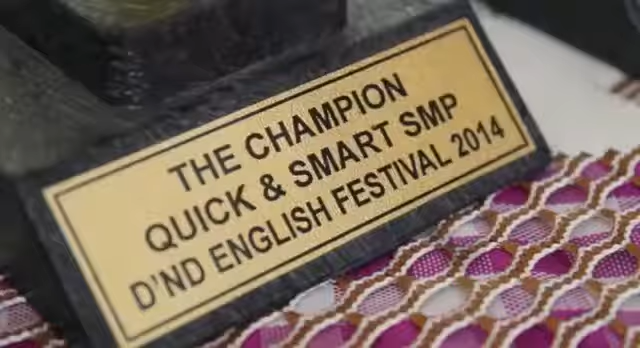 THE CHAMPION
QUICK & SMART SMP
D'ND ENGLISH FESTIVAL 2014